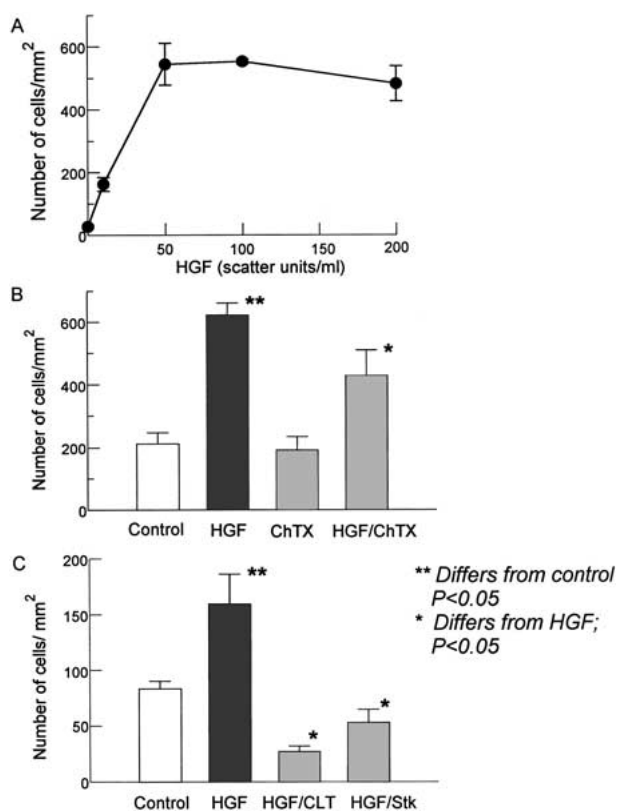 A
Number of cells/mm²
600
400
200
0
50
100
150
200
HGF (scatter units/ml)
B
Number of cells/mm²
600
400
200
0
**
*
Control HGF ChTX HGF/ChTX
C
Number of cells/ mm²
200
150
100
50
0
**
*
*
Control HGF HGF/CLT HGF/Stk
** Differs from control
P<0.05
* Differs from HGF;
P<0.05